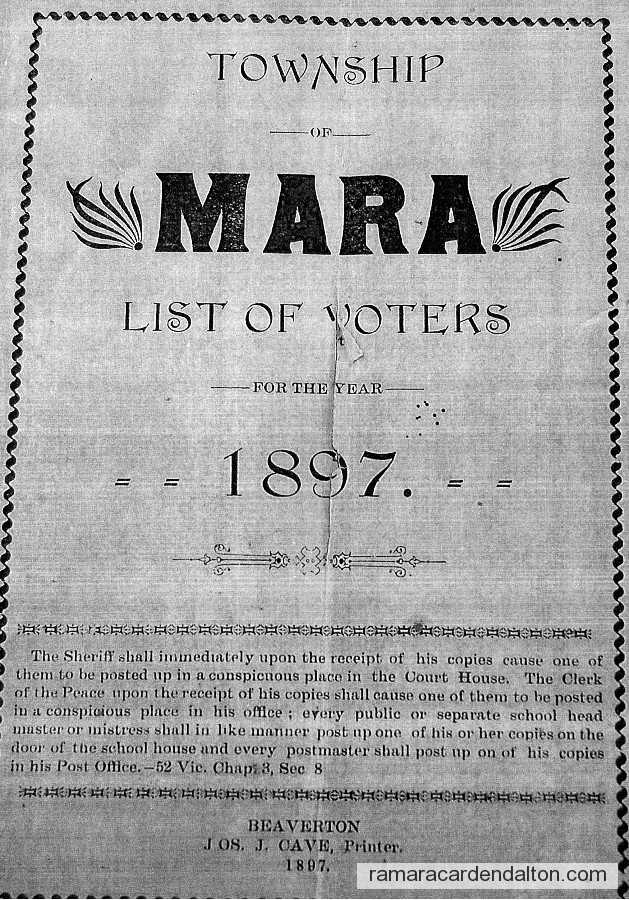 TOWNSHIP
OF
MARA
LIST OF VOTERS
FOR THE YEAR
1897.
The Sheriff shall immediately upon the receipt of his copies cause one of
them to be posted up in a conspicuous place in the Court House. The Clerk
of the Peace upon the receipt of his copies shall cause one of them to be posted
in a conspicious place in his office ; every public or separate school head
master or mistress shall in like manner post up one of his or her copies on the
door of the school house and every postmaster shall post up on of his copies
in his Post Office.—52 Vic. Chap. 3, Sec 8
BEAVERTON
JOS. J. CAVE, Printer.
1897.
ramaracardendalton.com